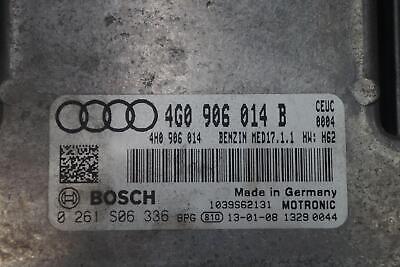 4G0 906 014 B CEUC
0004
4H0 906 014 BENZIN MED17.1.1 HW: H62
BOSCH Made in Germany
1039S62131 MOTRONIC
0 261 S06 336 BPG 810 13-01-08 1329 0044